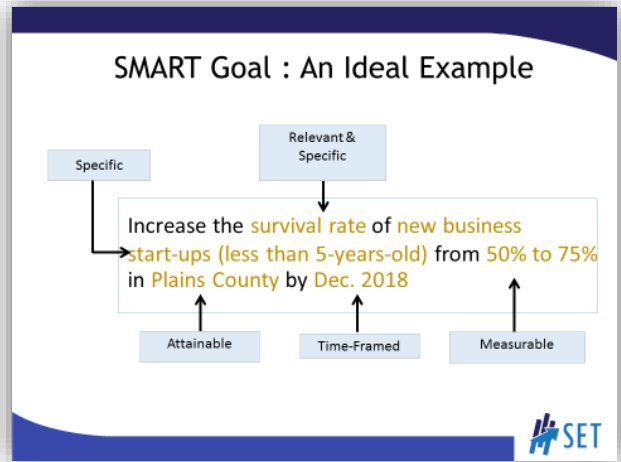 SMART Goal : An Ideal Example
Relevant &
Specific
Specific
Increase the survival rate of new business
start-ups (less than 5-years-old) from 50% to 75%
in Plains County by Dec. 2018
Attainable
Time-Framed
Measurable
SET